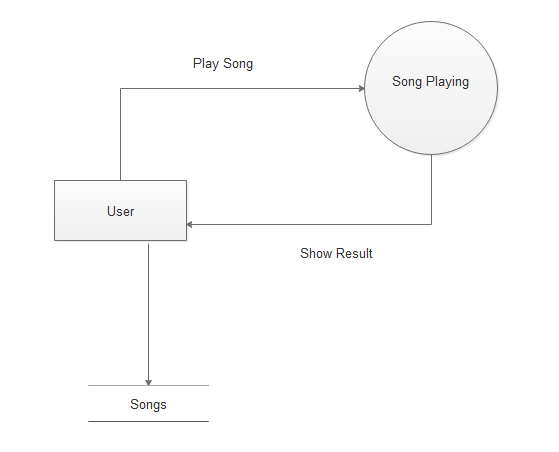 Play Song
Song Playing
User
Show Result
Songs